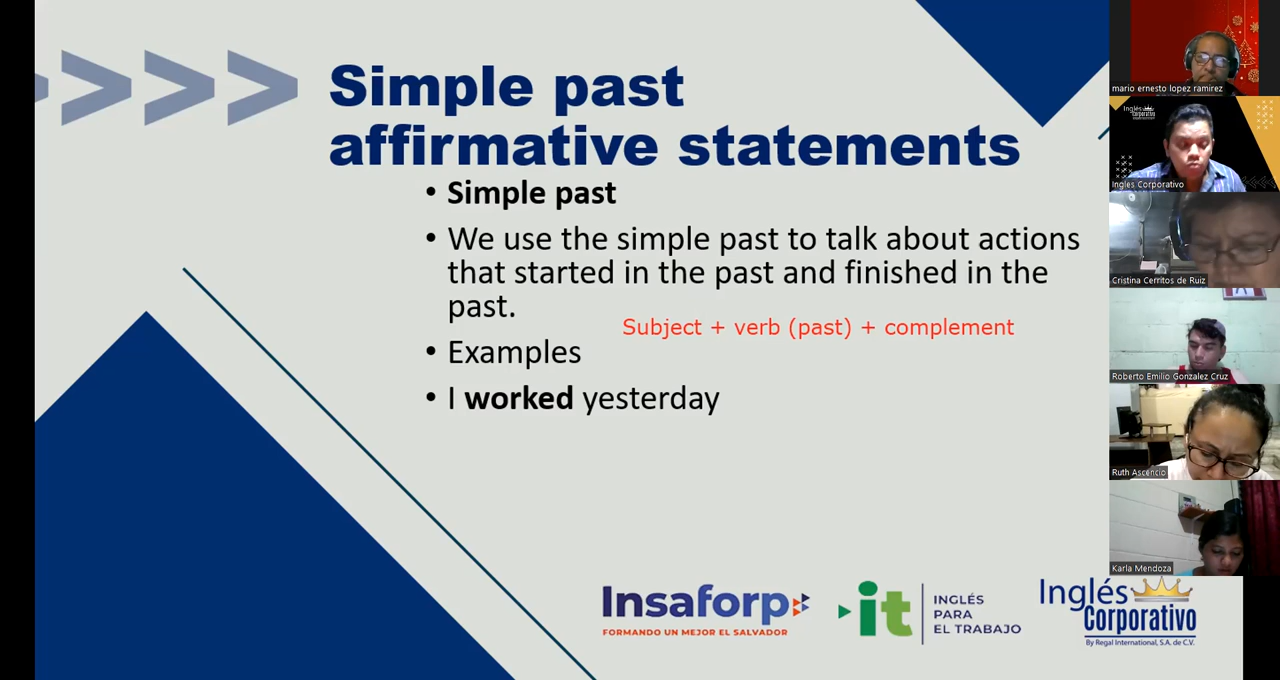 Simple past
affirmative statements
• Simple past
• We use the simple past to talk about actions
that started in the past and finished in the
past.
Subject + verb (past) + complement
• Examples
• I worked yesterday
Insaforp
FORMANDO UN MEJOR EL SALVADOR
it
INGLÉS
PARA
EL TRABAJO
Inglés
Corporativo
By Regal International, S.A. de C.V.
mario ernesto lopez ramirez
Inglés
Corporativo
Ingles Corporativo
Cristina Cerritos de Ruiz
Roberto Emilio Gonzalez Cruz
Ruth Ascencio
Karla Mendoza